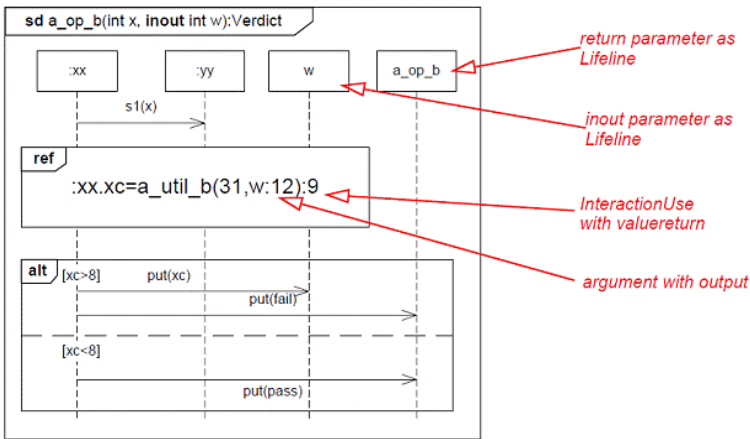 sd a_op_b(int x, inout int w):Verdict
return parameter as
Lifeline
:xx
:yy
w
a_op_b
s1(x)
inout parameter as
Lifeline
ref
:xx.xc=a_util_b(31,w:12):9
InteractionUse
with valuereturn
alt
[xc>8]
put(xc)
argument with output
put(fail)
[xc<8]
put(pass)